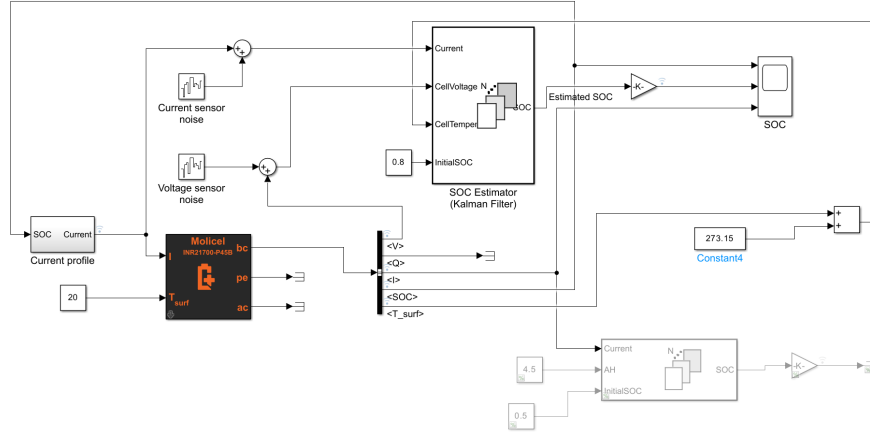 Current
CellVoltage
N
SOC
CellTemper
InitialSOC
0.8
SOC Estimator
(Kalman Filter)
Estimated SOC
-K-
SOC
Current sensor
noise
Voltage sensor
noise
SOC Current
Current profile
20
Molicel
INR21700-P45B
I
T_surf
bc
pe
ac
<V>
<Q>
<I>
<SOC>
<T_surf>
273.15
Constant4
+
+
4.5
0.5
Current
AH
InitialSOC
N
SOC
-K-